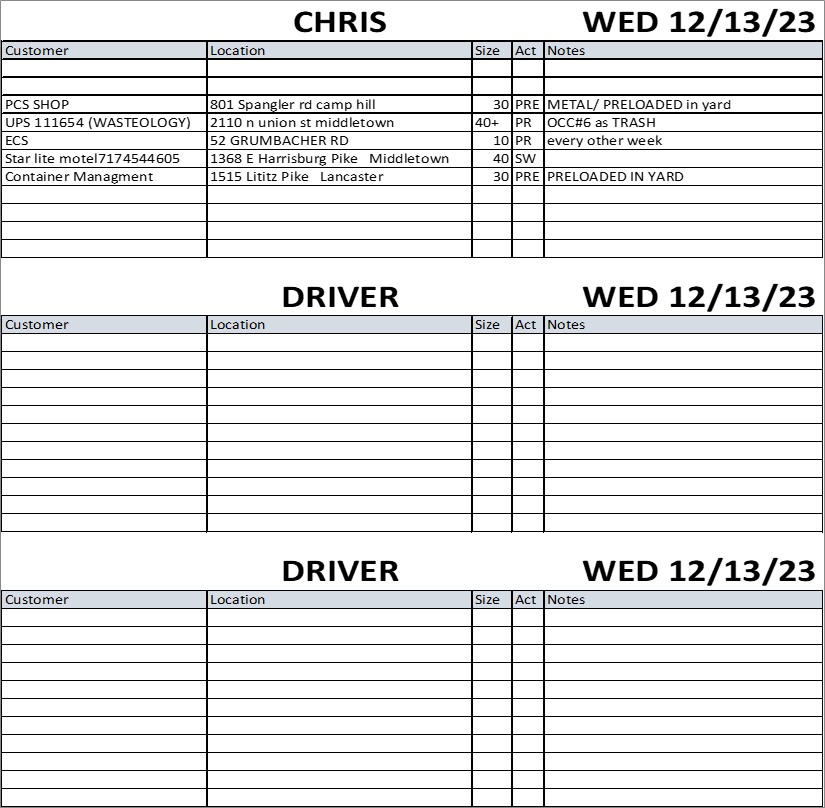 CHRIS WED 12/13/23
Customer Location Size Act Notes
PCS SHOP 801 Spangler rd camp hill 30 PRE METAL/ PRELOADED in yard
UPS 111654 (WASTEOLOGY) 2110 n union st middletown 40+ PR OCC#6 as TRASH
ECS 52 GRUMBACHER RD 10 PR every other week
Star lite motel7174544605 1368 E Harrisburg Pike Middletown 40 SW
Container Managment 1515 Lititz Pike Lancaster 30 PRE PRELOADED IN YARD
DRIVER WED 12/13/23
Customer Location Size Act Notes
DRIVER WED 12/13/23
Customer Location Size Act Notes